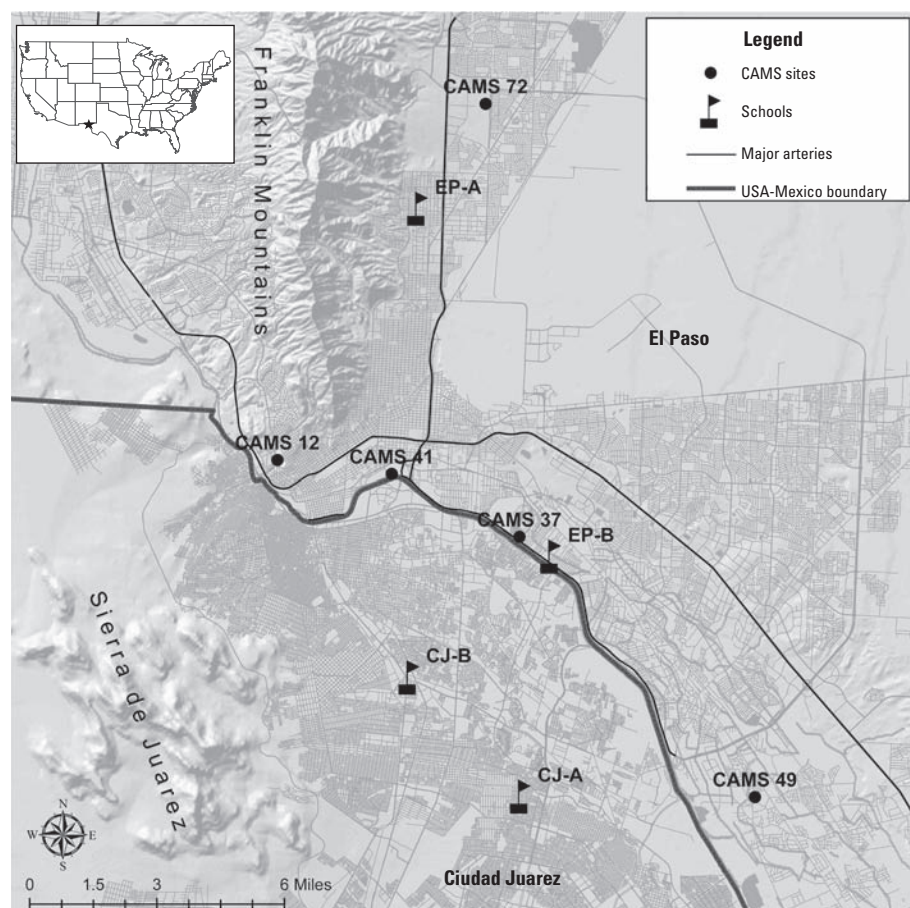 Legend
CAMS sites
Schools
Major arteries
USA-Mexico boundary
Franklin Mountains
CAMS 72
EP-A
El Paso
CAMS 12
CAMS 41
CAMS 37
EP-B
Sierra de Juarez
CJ-B
CJ-A
CAMS 49
N
W E
S
0 1.5 3 6 Miles
Ciudad Juarez